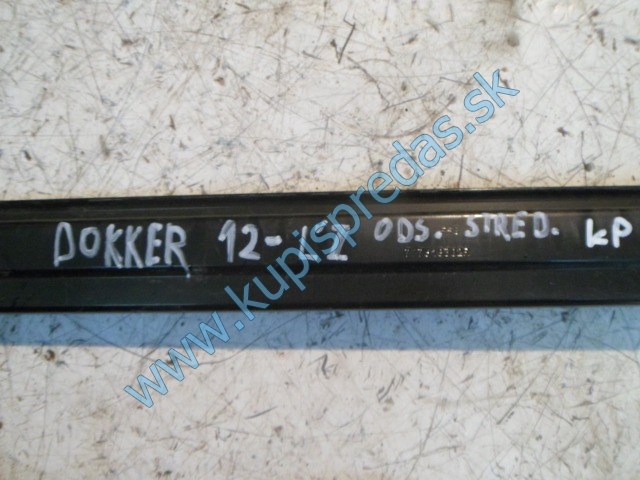 DOKKER 12- ODS. STRED. KP
www.kupispredas.sk